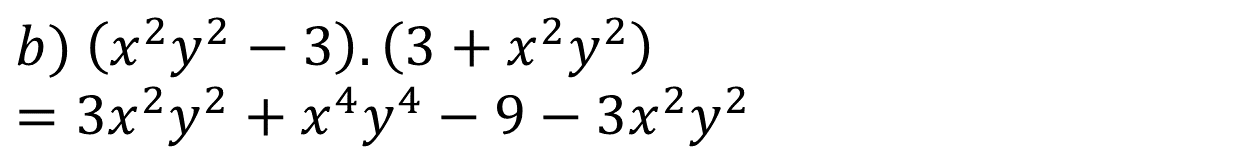 b) (x²y² − 3).(3 + x²y²)
= 3x²y² + x⁴y⁴ − 9 − 3x²y²